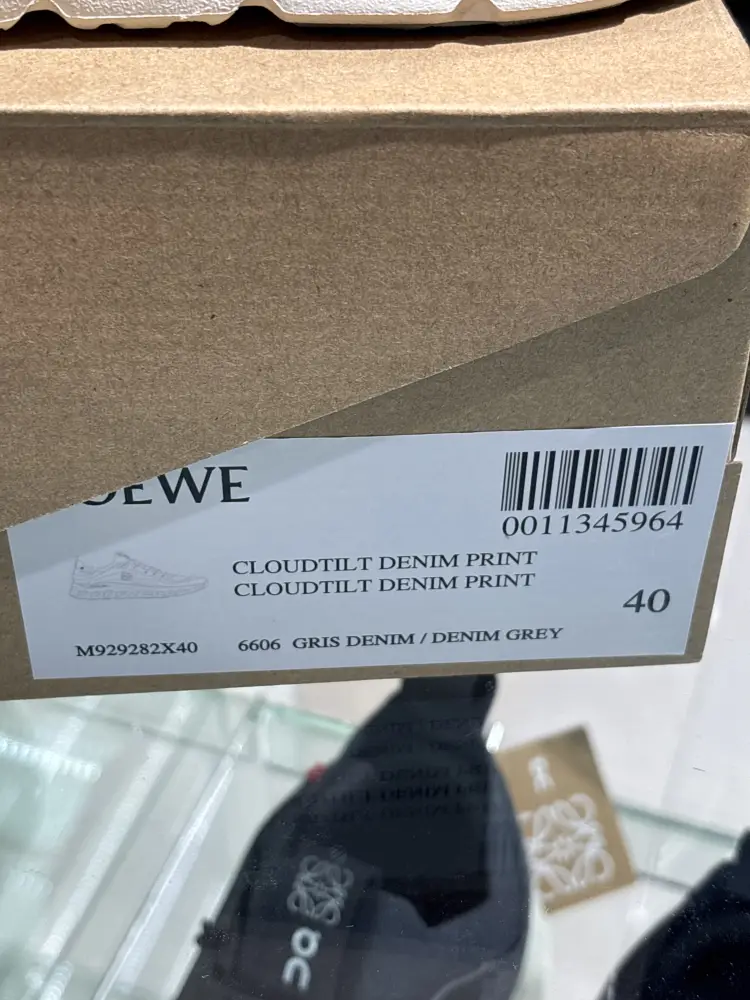 OEWE
0011345964
CLOUDTILT DENIM PRINT
CLOUDTILT DENIM PRINT
40
M929282X40 6606 GRIS DENIM / DENIM GREY